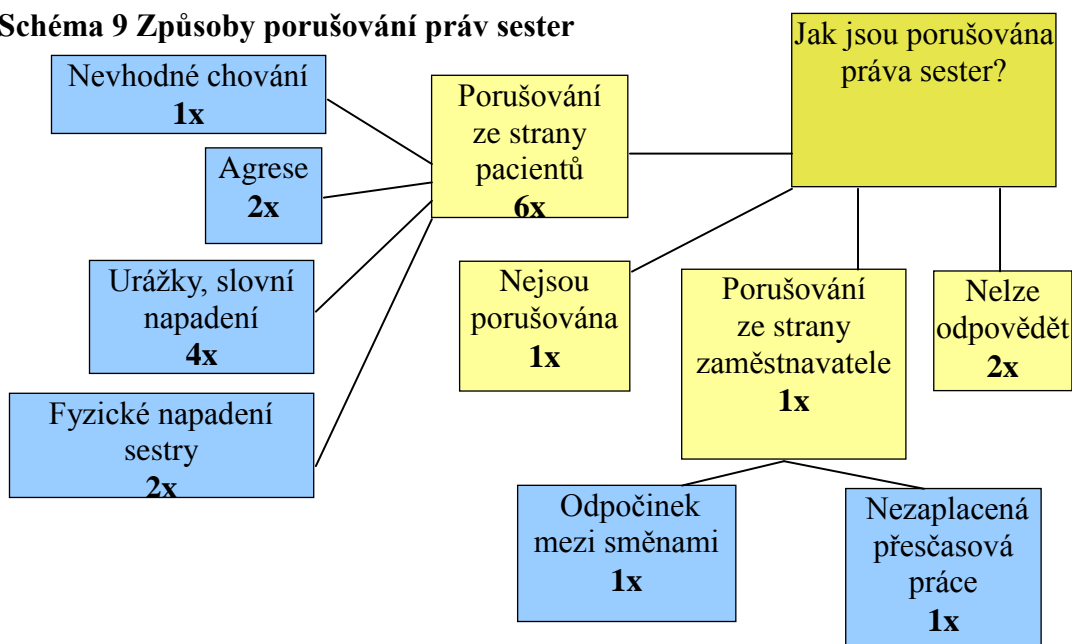 Schéma 9 Způsoby porušování práv sester
Jak jsou porušována
práva sester?
Nevhodné chování
1x
Porušování
ze strany
pacientů
6x
Agrese
2x
Urážky, slovní
napadení
4x
Fyzické napadení
sestry
2x
Nejsou
porušována
1x
Porušování
ze strany
zaměstnavatele
1x
Nelze
odpovědět
2x
Odpočinek
mezi směnami
1x
Nezaplacená
přesčasová
práce
1x